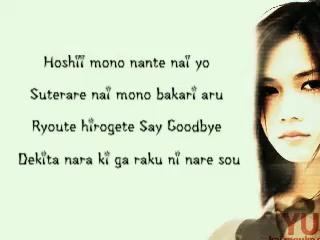 Hoshii mono nante nai yo
Suterare nai mono bakari aru
Ryoute hirogete Say Goodbye
Dekita nara ki ga raku ni nare sou
YU